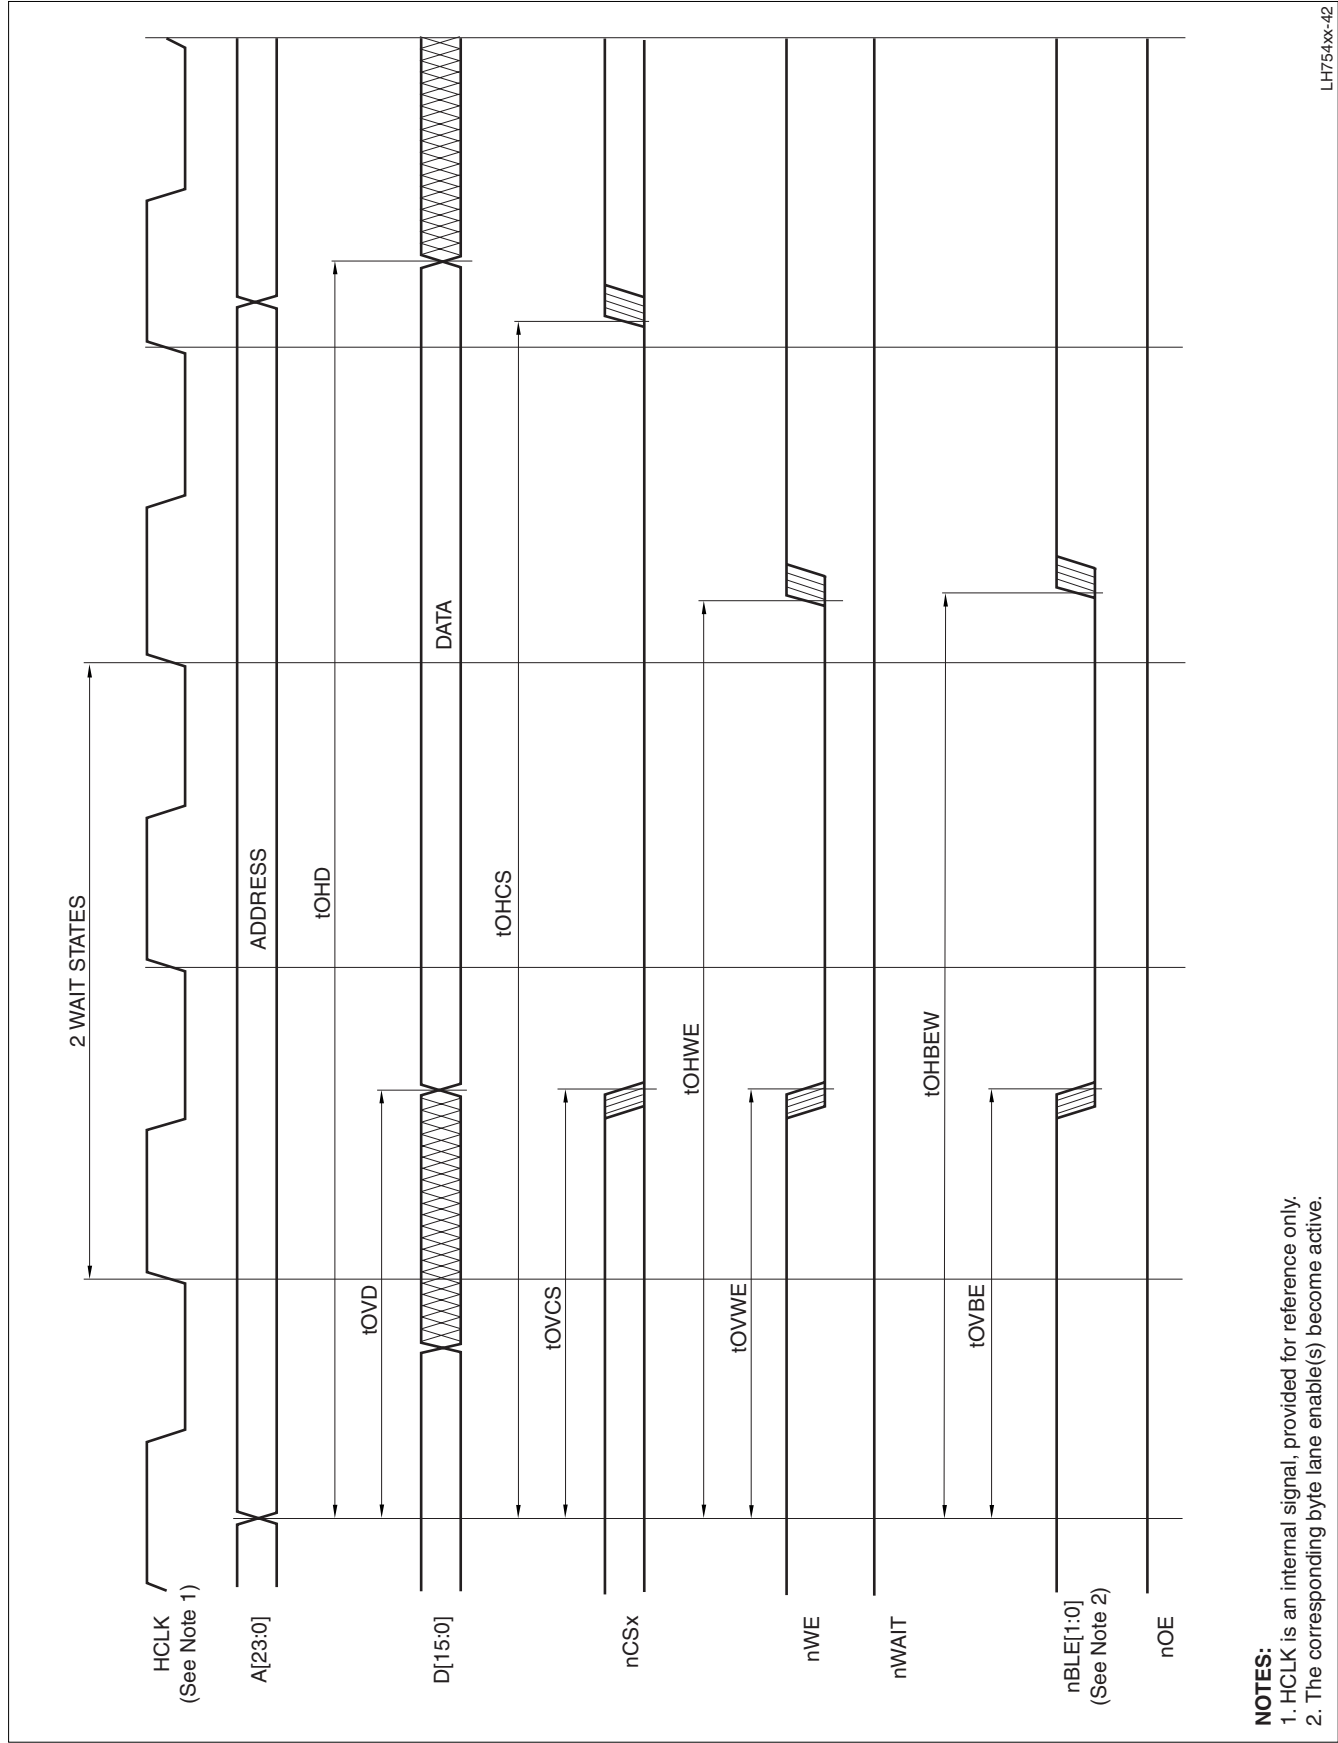 2 WAIT STATES
HCLK
(See Note 1)
A[23:0]
ADDRESS
tOHD
tOVD
D[15:0]
DATA
tOHCS
tOVCS
nCSx
tOHWE
tOVWE
nWE
nWAIT
tOHBEW
tOVBE
nBLE[1:0]
(See Note 2)
nOE
NOTES:
1. HCLK is an internal signal, provided for reference only.
2. The corresponding byte lane enable(s) become active.
LH754xx-42